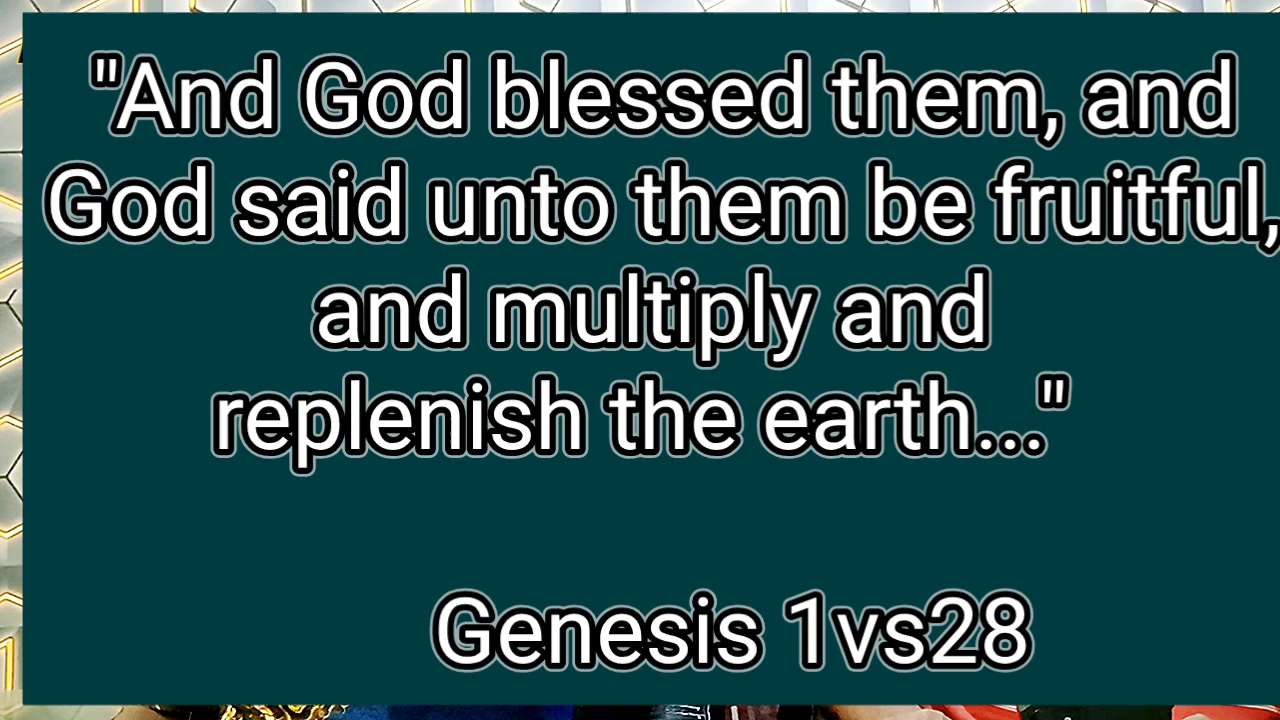 "And God blessed them, and
God said unto them be fruitful,
and multiply and
replenish the earth..."
Genesis 1vs28